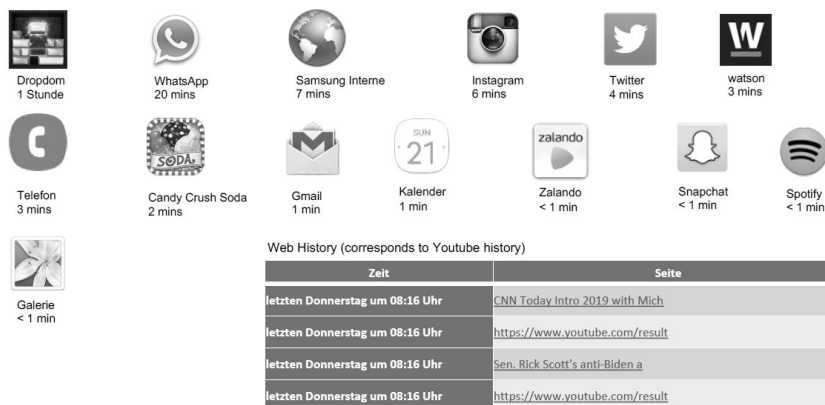 Dropdom
1 Stunde
WhatsApp
20 mins
Samsung Interne
7 mins
Instagram
6 mins
Twitter
4 mins
W
watson
3 mins
Telefon
3 mins
SODA
Candy Crush Soda
2 mins
Gmail
1 min
SUN
21
Kalender
1 min
zalando
Zalando
< 1 min
Snapchat
< 1 min
Spotify
< 1 min
Galerie
< 1 min
Web History (corresponds to Youtube history)
Zeit Seite
letzten Donnerstag um 08:16 Uhr CNN Today Intro 2019 with Mich
letzten Donnerstag um 08:16 Uhr https://www.youtube.com/result
letzten Donnerstag um 08:16 Uhr Sen. Rick Scott's anti-Biden a
letzten Donnerstag um 08:16 Uhr https://www.youtube.com/result